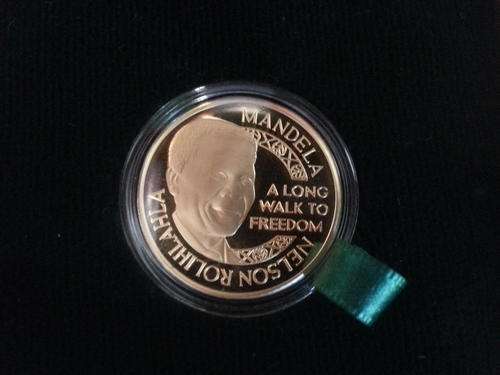 NELSON ROLIHLAHLA
MANDELA
A LONG
WALK TO
FREEDOM